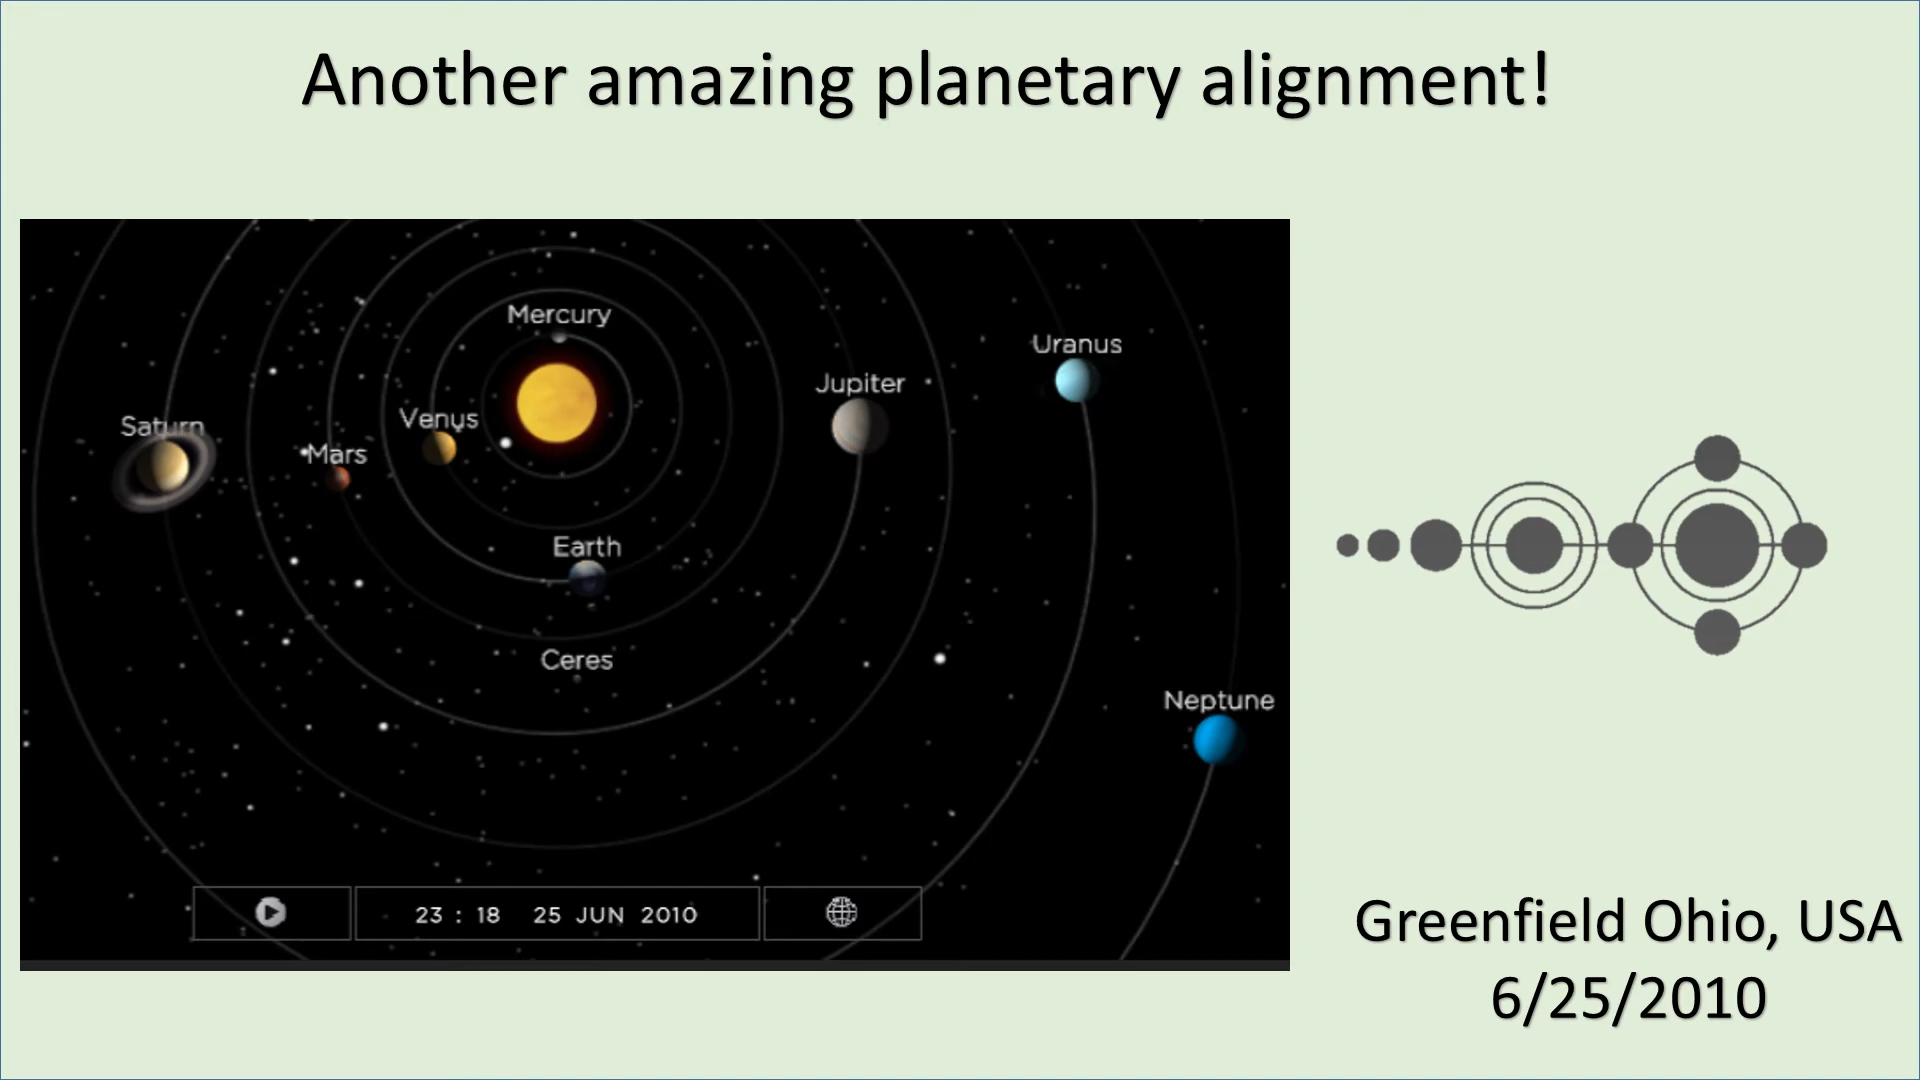 Another amazing planetary alignment!
Mercury
Uranus
Jupiter
Venus
Saturn
Mars
Earth
Ceres
Neptune
23 : 18 25 JUN 2010
Greenfield Ohio, USA
6/25/2010